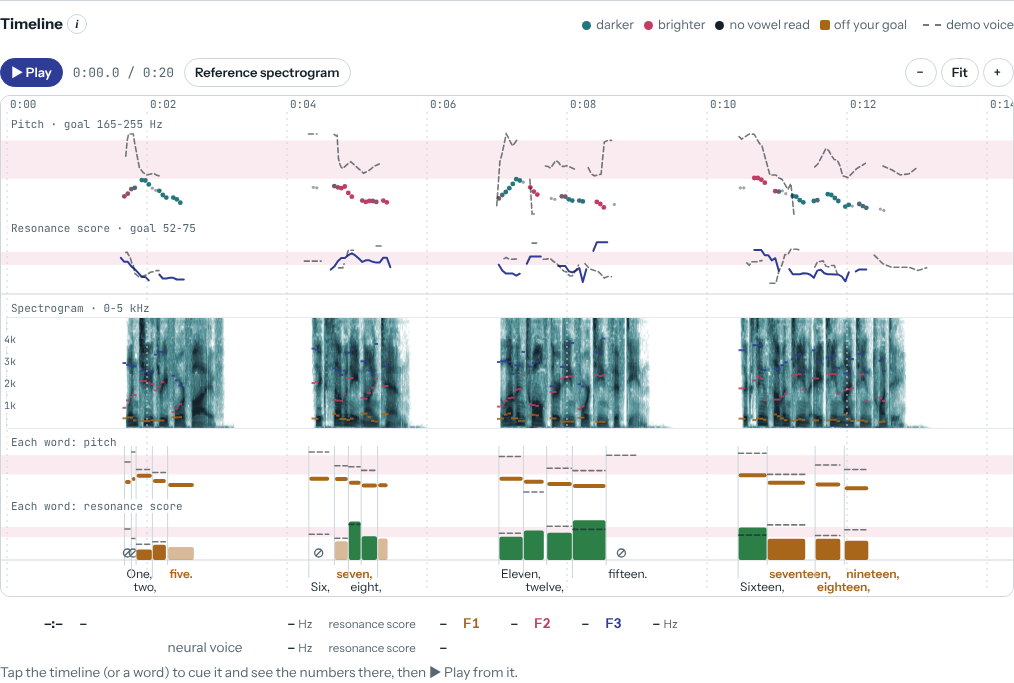 Timeline i darker brighter no vowel read off your goal demo voice
▶ Play 0:00.0 / 0:20 Reference spectrogram − Fit +
0:00 0:02 0:04 0:06 0:08 0:10 0:12 0:14
Pitch · goal 165-255 Hz
Resonance score · goal 52-75
Spectrogram · 0-5 kHz
4k
3k
2k
1k
Each word: pitch
Each word: resonance score
One, five. seven, Eleven, fifteen. seventeen, nineteen,
two, Six, eight, twelve, Sixteen, eighteen,
–:– – – Hz resonance score – F1 – F2 – F3 – Hz
neural voice – Hz resonance score –
Tap the timeline (or a word) to cue it and see the numbers there, then ▶ Play from it.